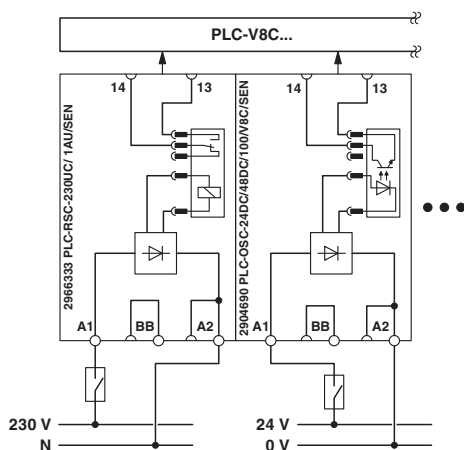 PLC-V8C...
14 13 14 13
2966333 PLC-RSC-230UC/ 1AU/SEN
2904690 PLC-OSC-24DC/48DC/100/V8C/SEN
A1 BB A2 A1 BB A2
230 V 24 V
N 0 V